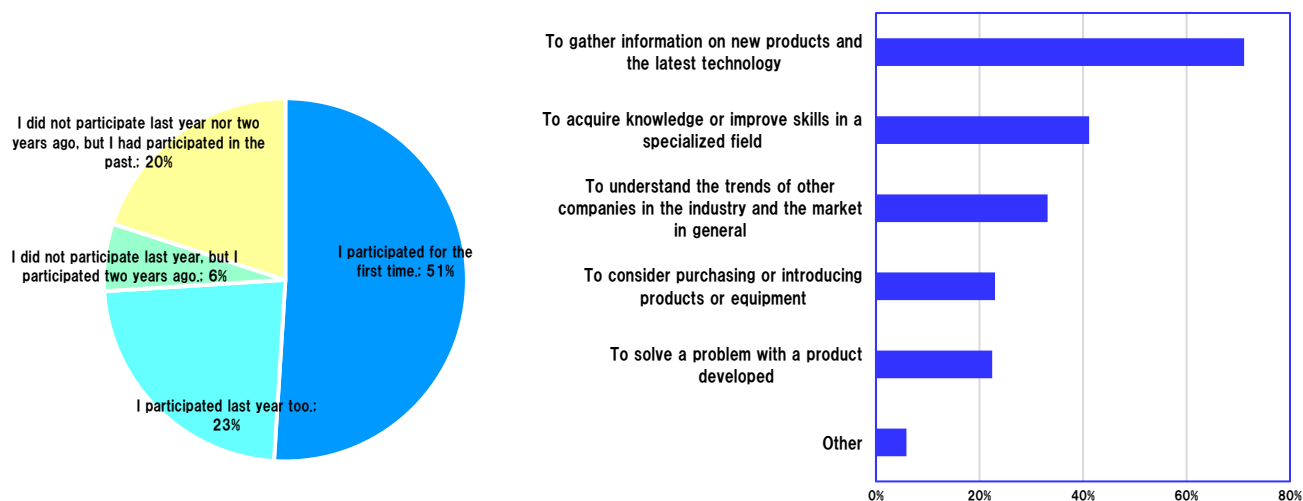 I did not participate last year nor two
years ago, but I had participated in the
past.: 20%
I did not participate last year, but I
participated two years ago.: 6%
I participated for the
first time.: 51%
I participated last year too.:
23%
To gather information on new products and
the latest technology
To acquire knowledge or improve skills in a
specialized field
To understand the trends of other
companies in the industry and the market
in general
To consider purchasing or introducing
products or equipment
To solve a problem with a product
developed
Other
0%
20%
40%
60%
80%